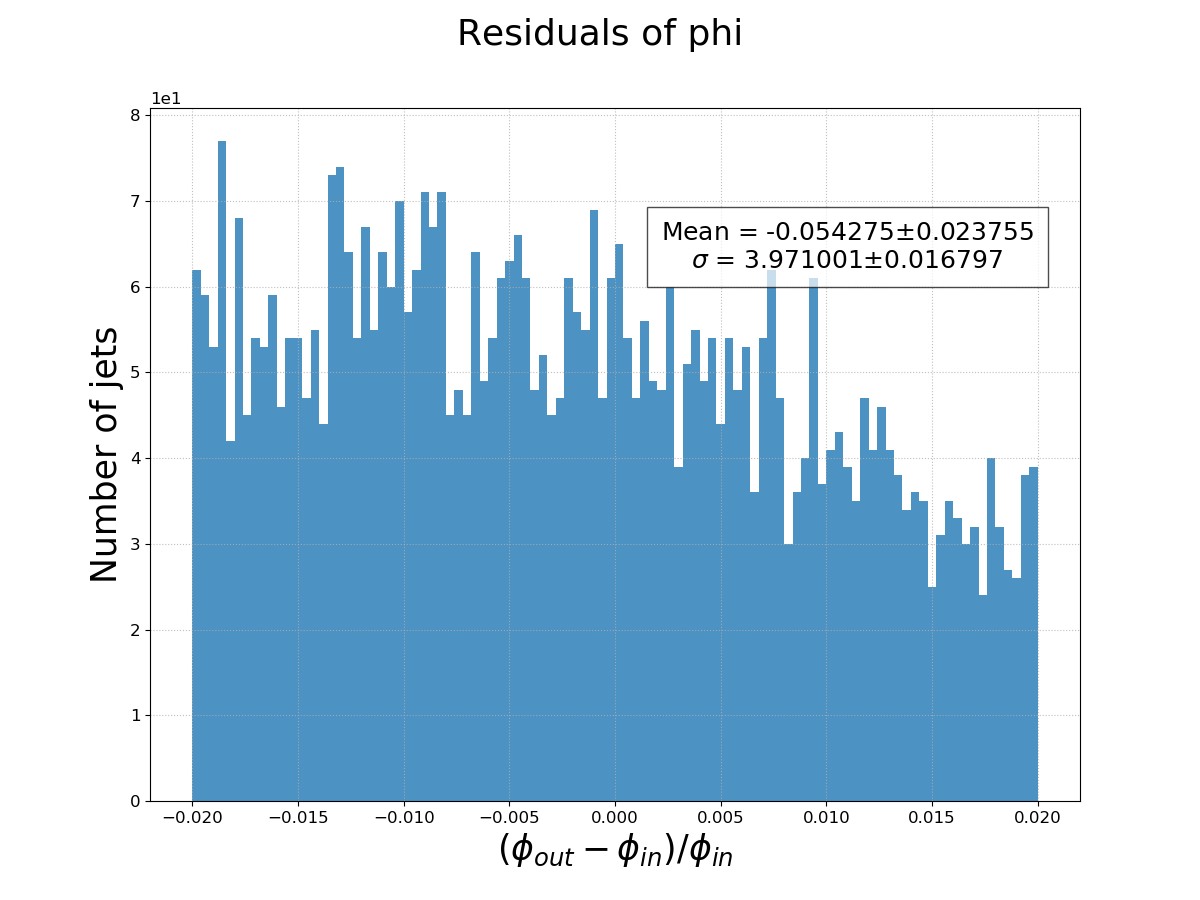 Residuals of phi
1e1
8
7
6
5
4
3
2
1
0
Number of jets
Mean = -0.054275±0.023755
σ = 3.971001±0.016797
−0.020 −0.015 −0.010 −0.005 0.000 0.005 0.010 0.015 0.020
(ϕout − ϕin)/ϕin